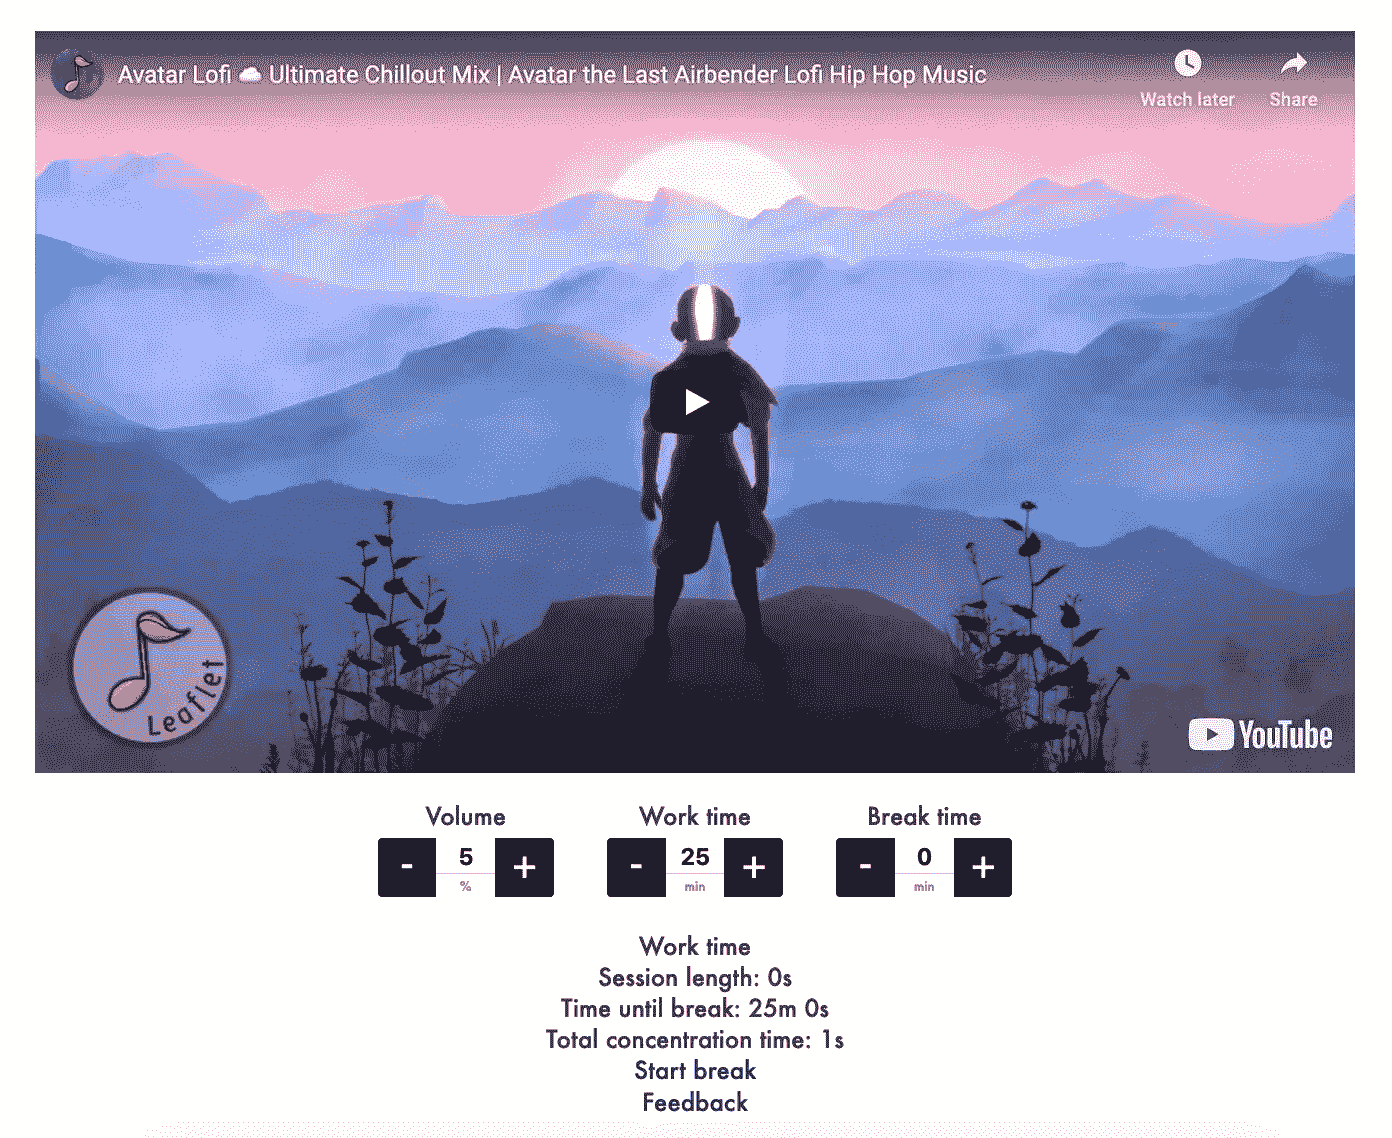 Avatar Lofi ☁️ Ultimate Chillout Mix | Avatar the Last Airbender Lofi Hip Hop Music
Watch later
Share
Leaflet
YouTube
Volume
Work time
Break time
- 5 +
%
- 25 +
min
- 0 +
min
Work time
Session length: 0s
Time until break: 25m 0s
Total concentration time: 1s
Start break
Feedback